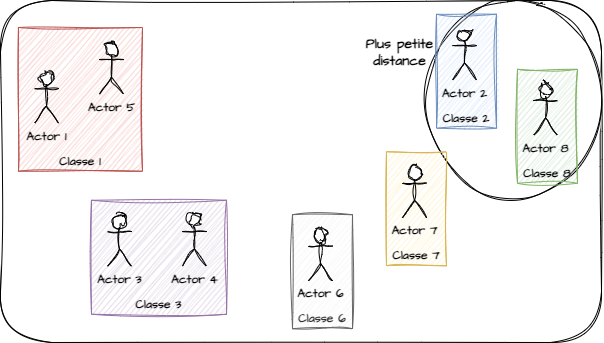 Actor 1
Actor 5
Classe 1
Plus petite
distance
Actor 2
Classe 2
Actor 8
Classe 8
Actor 7
Classe 7
Actor 3
Actor 4
Classe 3
Actor 6
Classe 6